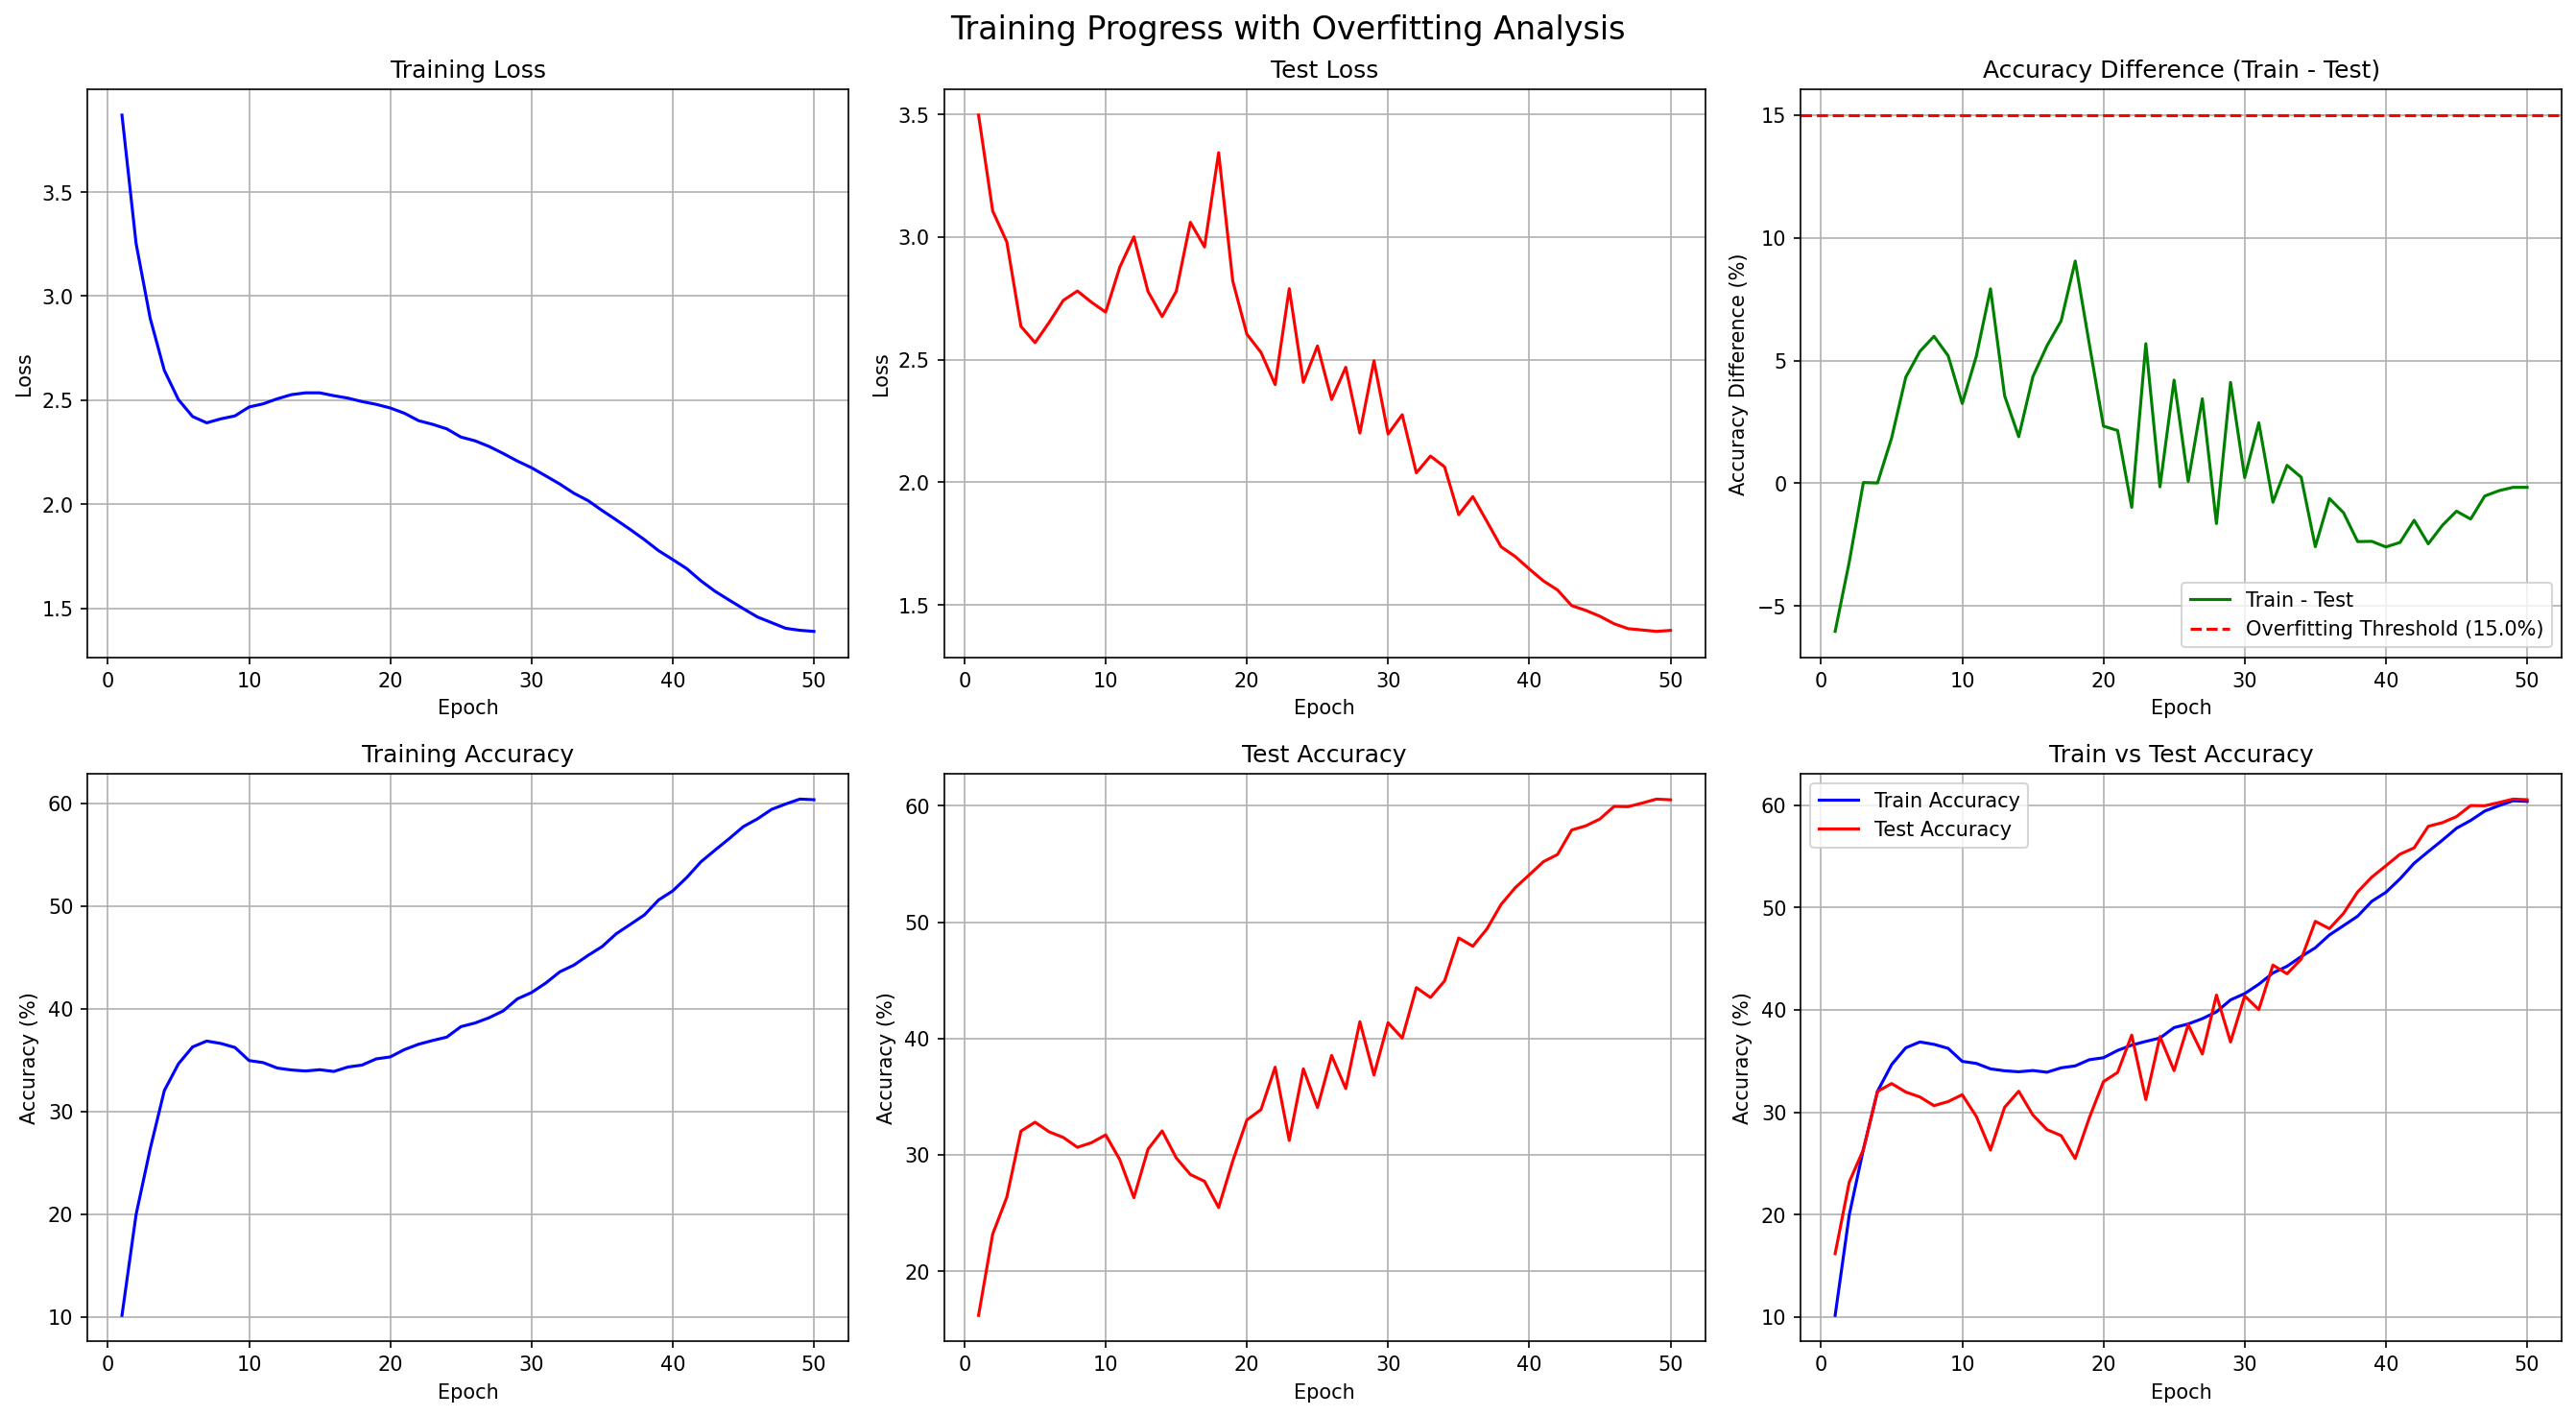 Training Progress with Overfitting Analysis
Training Loss
3.5
3.0
2.5
2.0
1.5
Loss
0 10 20 30 40 50
Epoch
Test Loss
3.5
3.0
2.5
2.0
1.5
Loss
0 10 20 30 40 50
Epoch
Accuracy Difference (Train - Test)
15
10
5
0
−5
Accuracy Difference (%)
Train - Test
Overfitting Threshold (15.0%)
0 10 20 30 40 50
Epoch
Training Accuracy
60
50
40
30
20
10
Accuracy (%)
0 10 20 30 40 50
Epoch
Test Accuracy
60
50
40
30
20
Accuracy (%)
0 10 20 30 40 50
Epoch
Train vs Test Accuracy
Train Accuracy
Test Accuracy
60
50
40
30
20
10
Accuracy (%)
0 10 20 30 40 50
Epoch